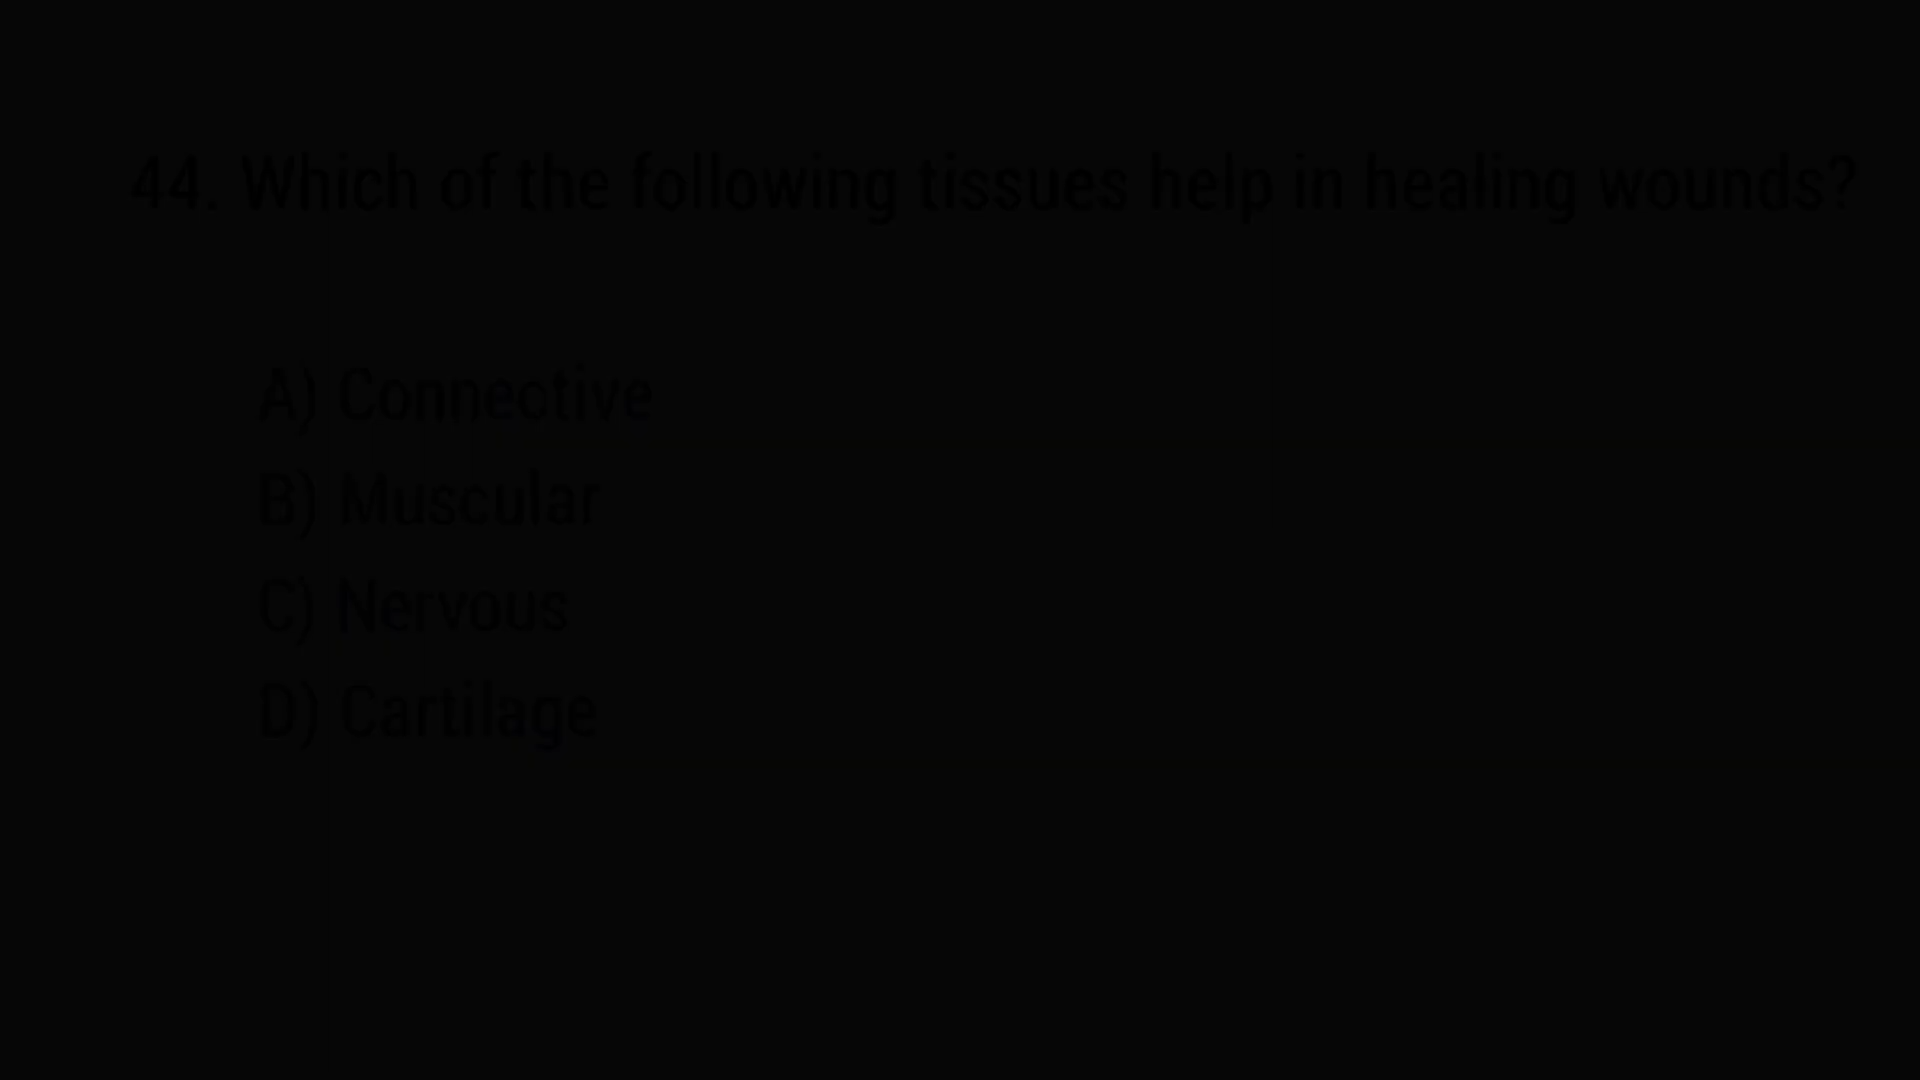 44. Which of the following tissues help in healing wounds?
A) Connective
B) Muscular
C) Nervous
D) Cartilage